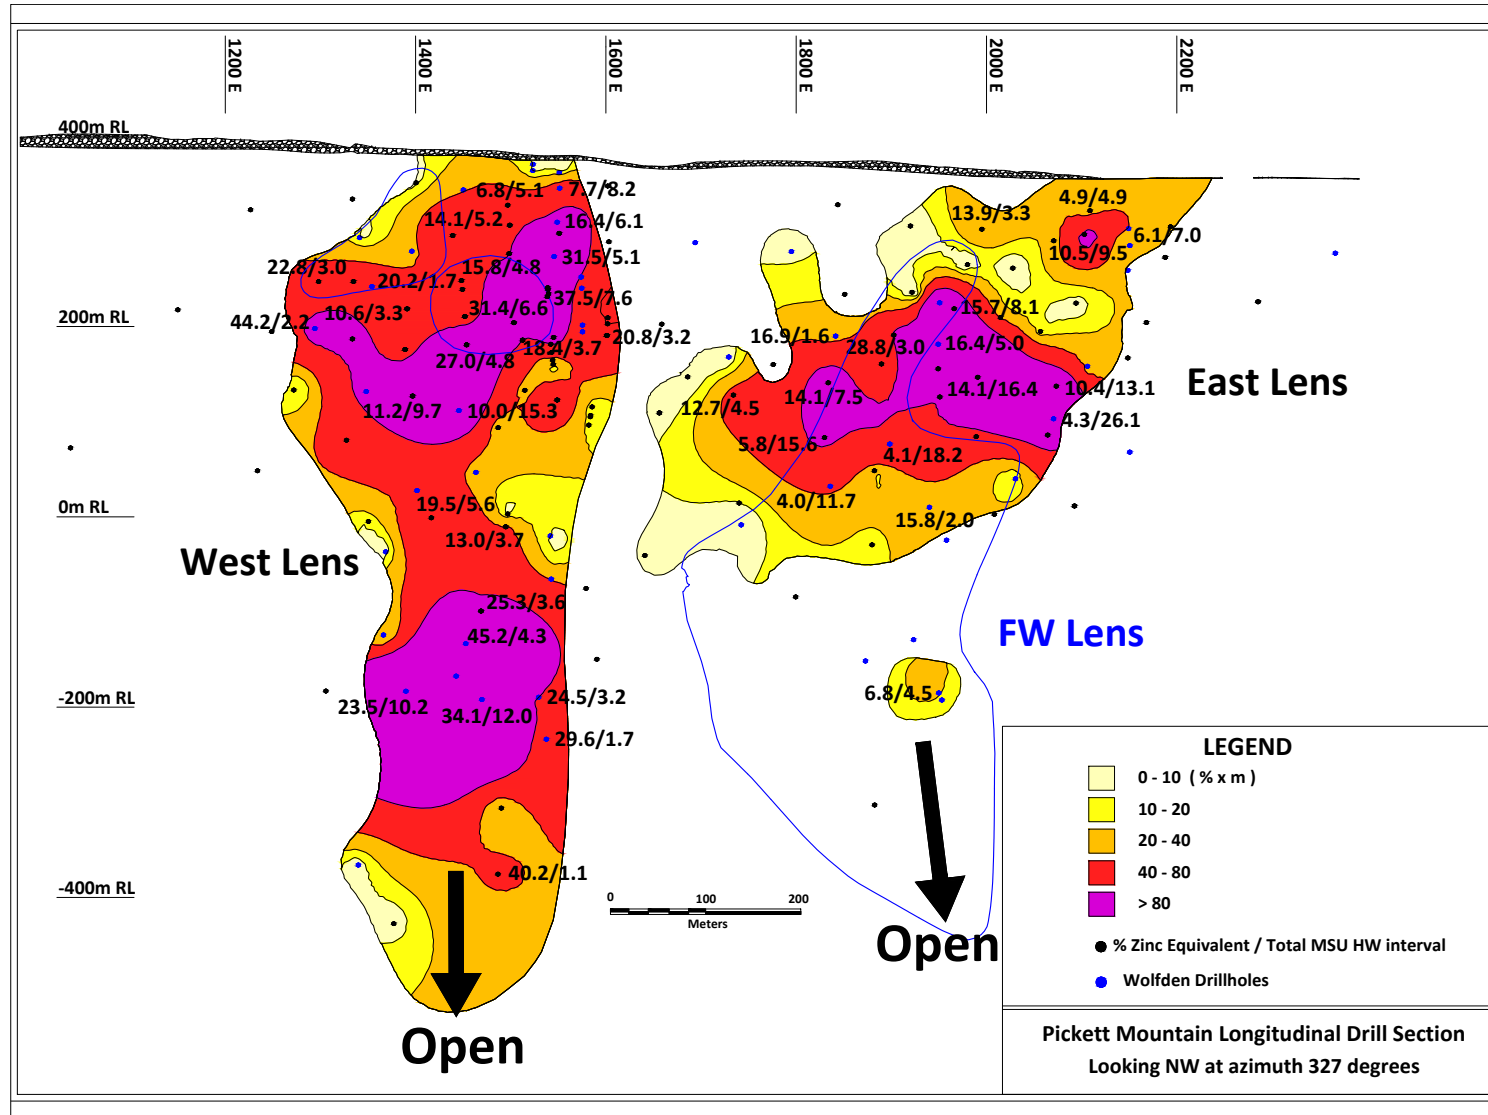 1200 E
1400 E
1600 E
1800 E
2000 E
2200 E
400m RL
200m RL
0m RL
-200m RL
-400m RL
6.8/5.1
7.7/8.2
14.1/5.2
16.4/6.1
22.8/3.0
20.2/1.7
15.8/4.8
31.5/5.1
44.2/2.2
10.6/3.3
31.4/6.6
37.5/7.6
27.0/4.8
18.4/3.7
20.8/3.2
11.2/9.7
10.0/15.3
19.5/5.6
13.0/3.7
West Lens
25.3/3.6
45.2/4.3
23.5/10.2
34.1/12.0
24.5/3.2
29.6/1.7
40.2/1.1
Open
4.9/4.9
13.9/3.3
6.1/7.0
10.5/9.5
15.7/8.1
16.9/1.6
28.8/3.0
16.4/5.0
East Lens
12.7/4.5
14.1/7.5
14.1/16.4
10.4/13.1
4.3/26.1
5.8/15.6
4.1/18.2
4.0/11.7
15.8/2.0
FW Lens
6.8/4.5
Open
0 100 200
Meters
LEGEND
0 - 10 ( % x m )
10 - 20
20 - 40
40 - 80
> 80
% Zinc Equivalent / Total MSU HW interval
Wolfden Drillholes
Pickett Mountain Longitudinal Drill Section
Looking NW at azimuth 327 degrees